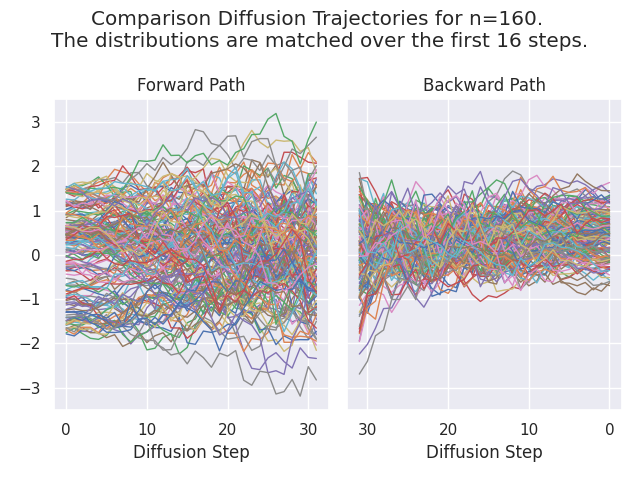 Comparison Diffusion Trajectories for n=160.
The distributions are matched over the first 16 steps.
Forward Path
Backward Path
3
2
1
0
−1
−2
−3
0 10 20 30
30 20 10 0
Diffusion Step
Diffusion Step